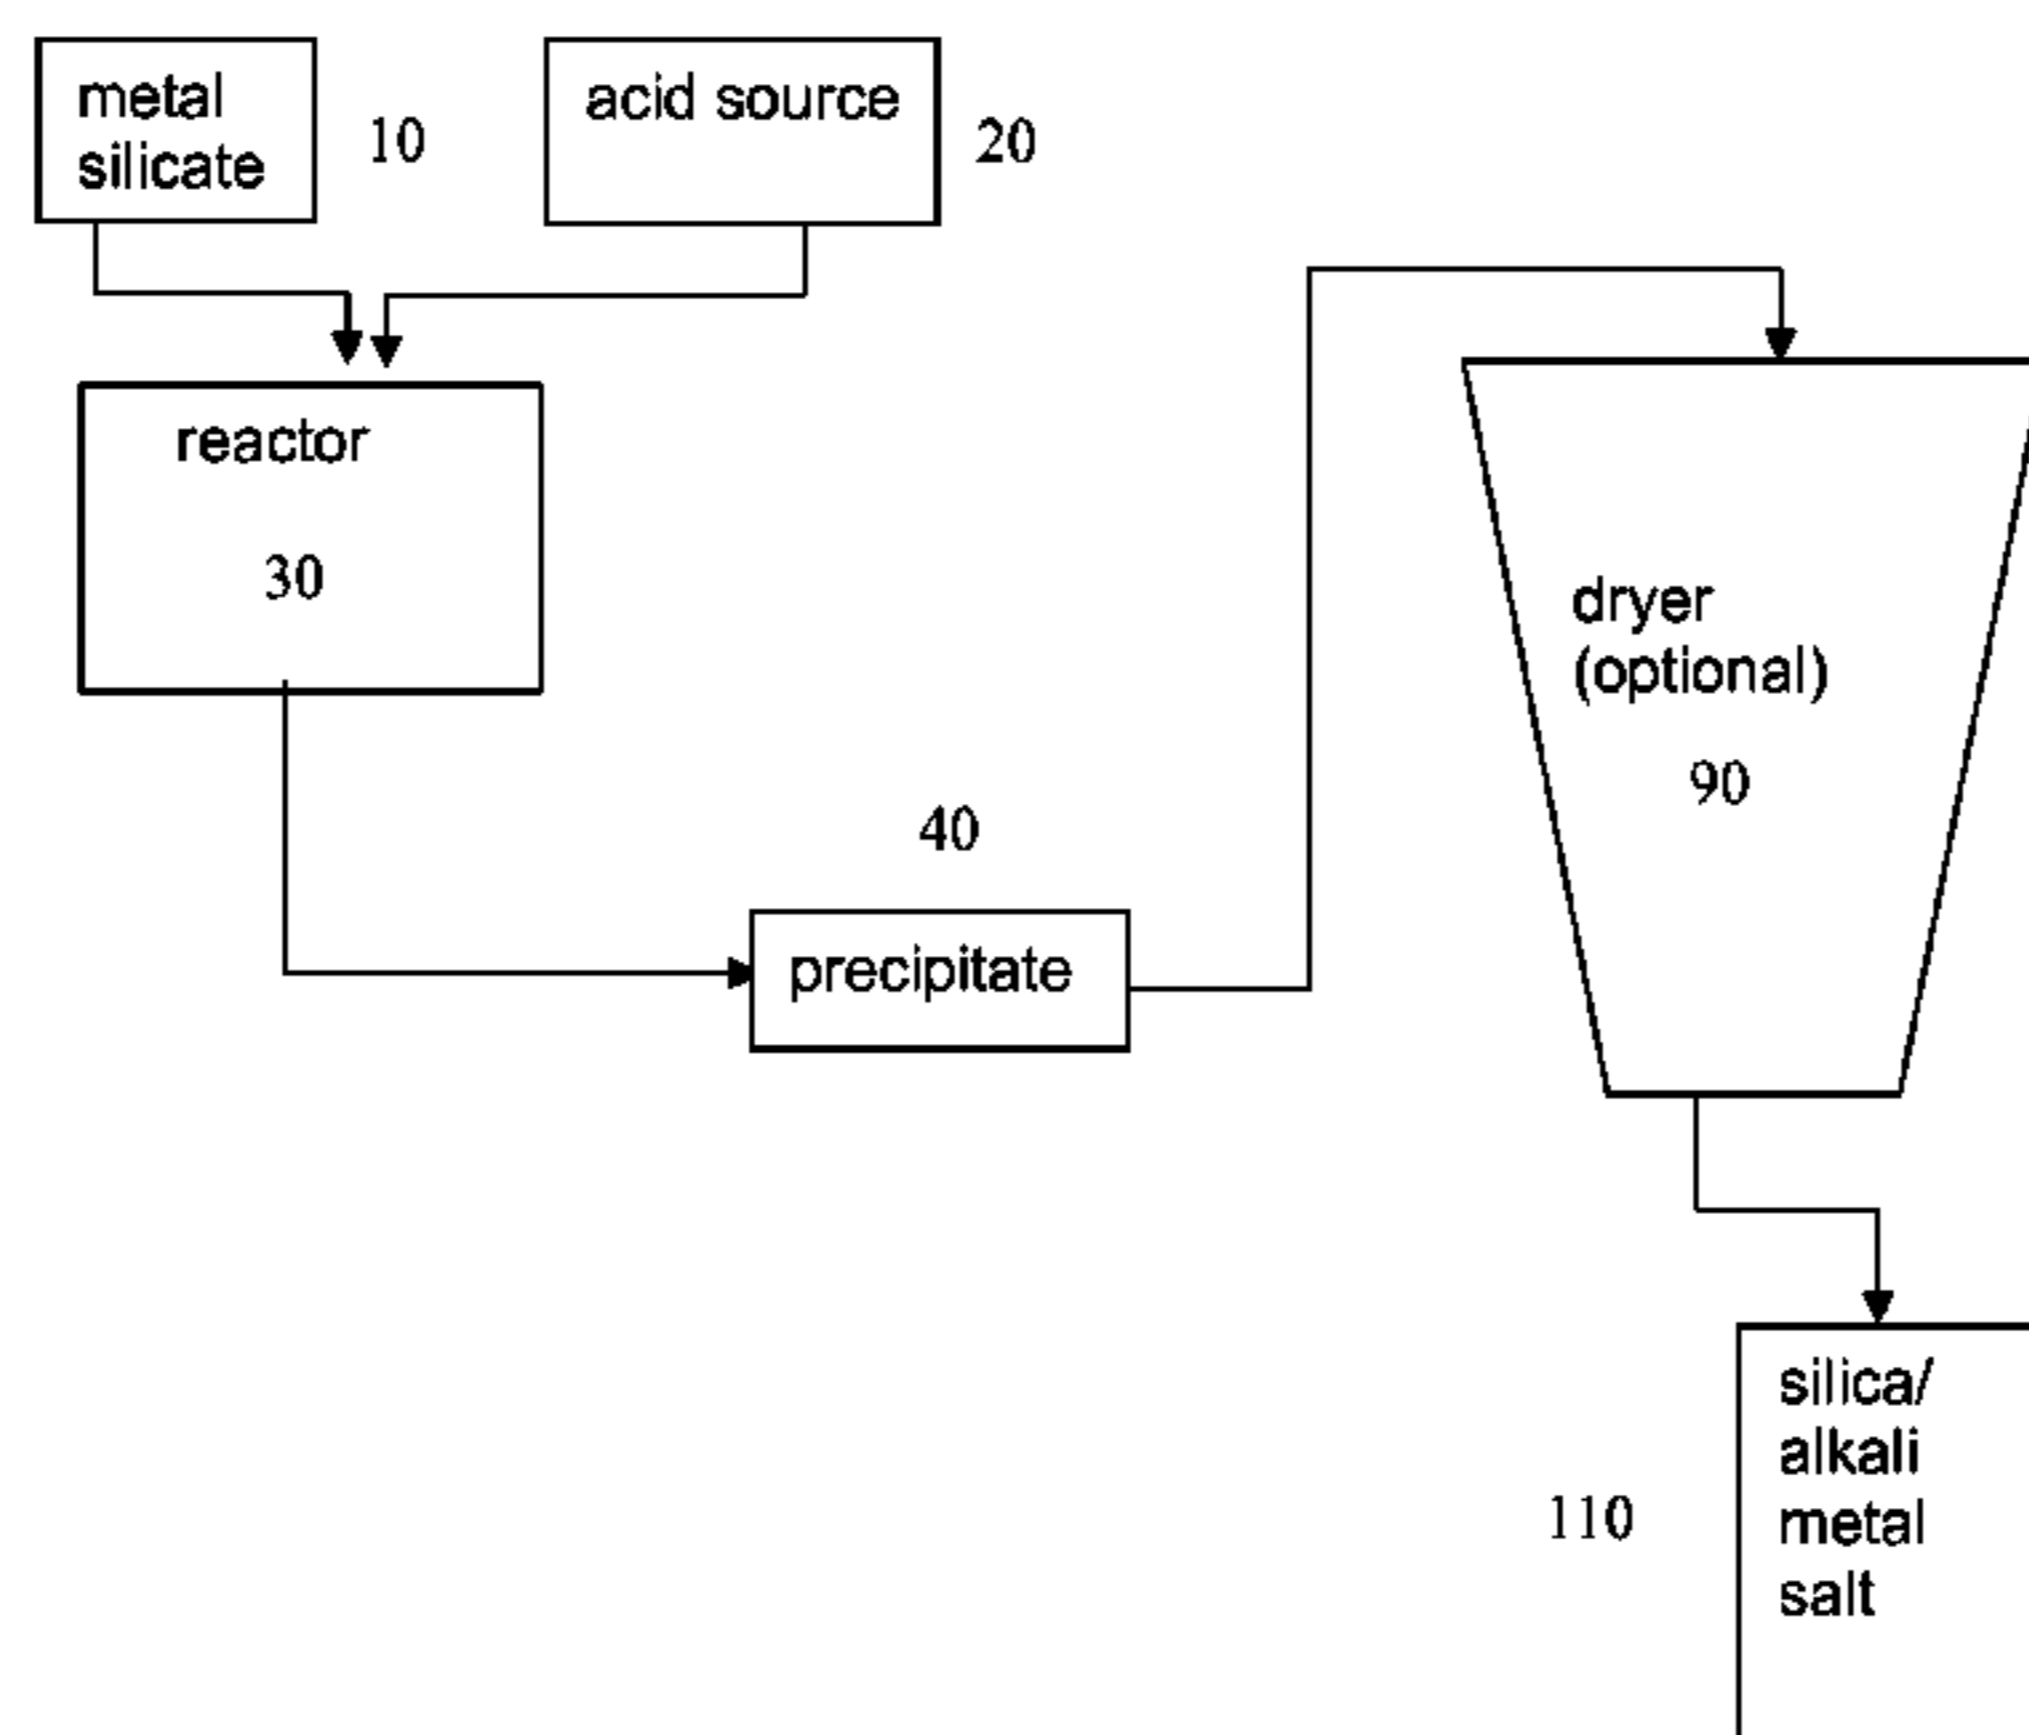 metal
silicate
10
acid source
20
reactor
30
40
precipitate
dryer
(optional)
90
110
silica/
alkali
metal
salt